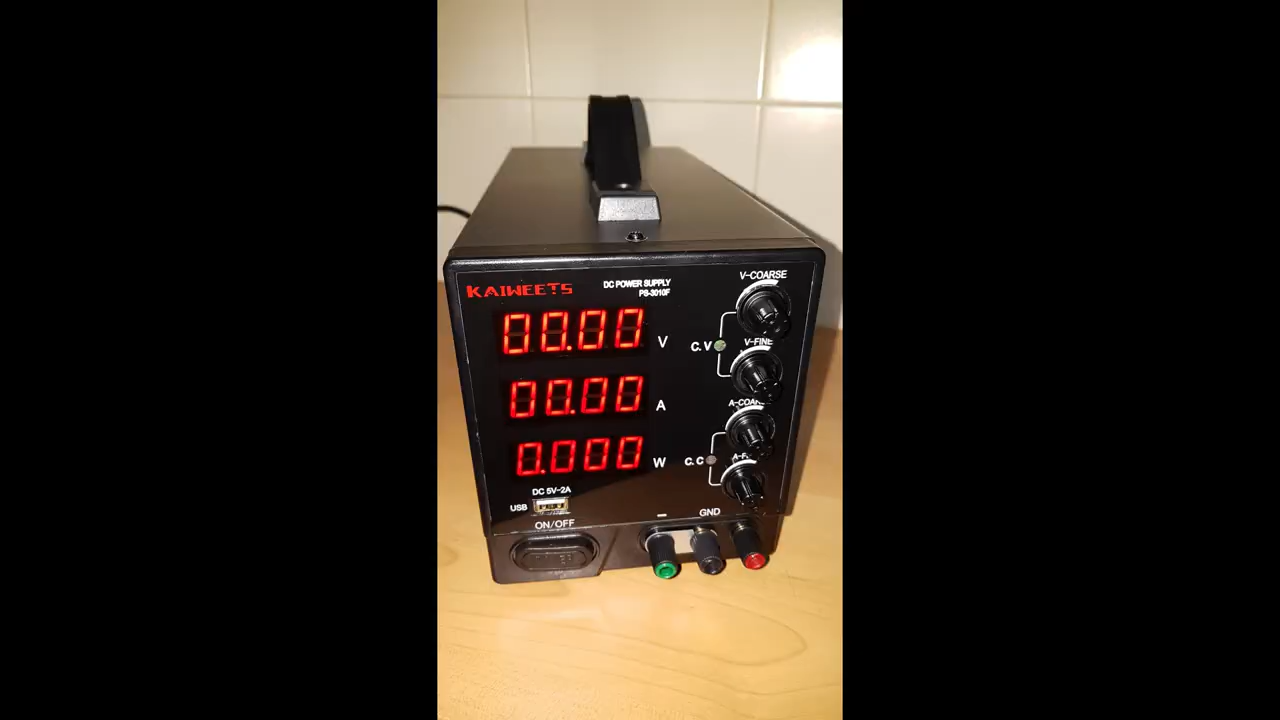 KAIWEETS
DC POWER SUPPLY
PS-3010F
V-COARSE
00.00 V
C.V
V-FINE
00.00 A
A-COA
0.000 W
C.C
DC 5V-2A
USB
ON/OFF
GND